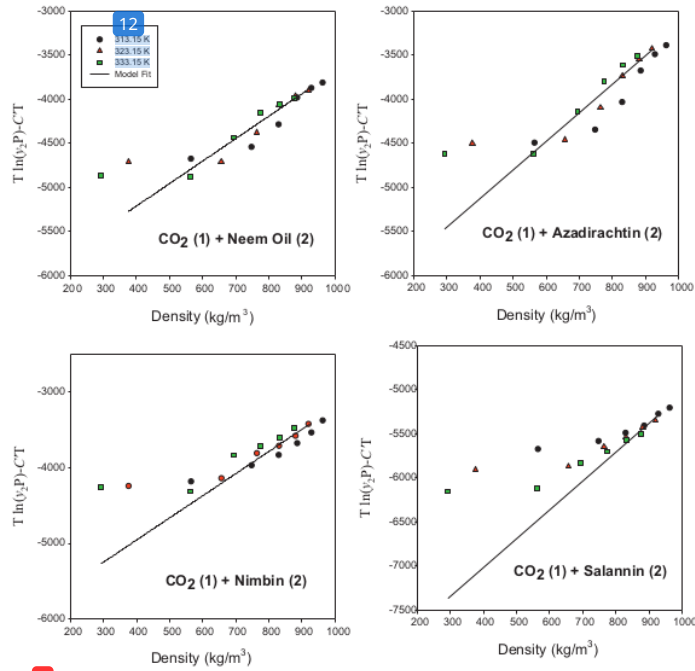 12
313.15 K
323.15 K
333.15 K
Model Fit
-3000
-4000
-4500
-5000
-6000
T ln(y₂P)-C'T
200 300 400 500 600 700 800 900 1000
Density (kg/m³)
CO₂ (1) + Neem Oil (2)
-3000
-3500
-4000
-4500
-5000
-5500
-6000
T ln(y₂P)-C'T
200 300 400 500 600 700 800 900 1000
Density (kg/m³)
CO₂ (1) + Azadirachtin (2)
-3000
-4000
-5000
-6000
T ln(y₂P)-C'T
200 300 400 500 600 700 800 900 1000
Density (kg/m³)
CO₂ (1) + Nimbin (2)
-4500
-5000
-5500
-6000
-6500
-7000
-7500
T ln(y₂P)-C'T
200 300 400 500 600 700 800 900 1000
Density (kg/m³)
CO₂ (1) + Salannin (2)